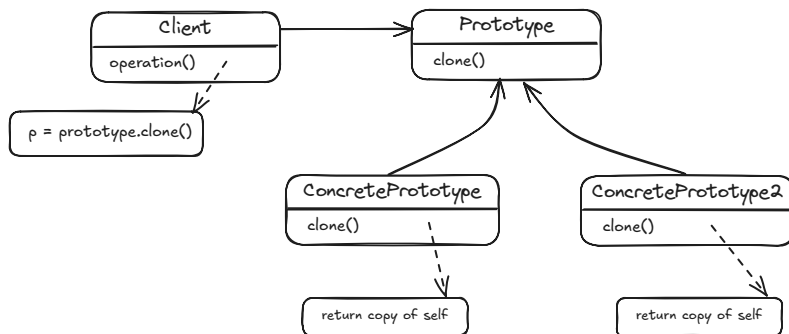 Client
Prototype
operation()
clone()
p = prototype.clone()
ConcretePrototype
ConcretePrototype2
clone()
clone()
return copy of self
return copy of self